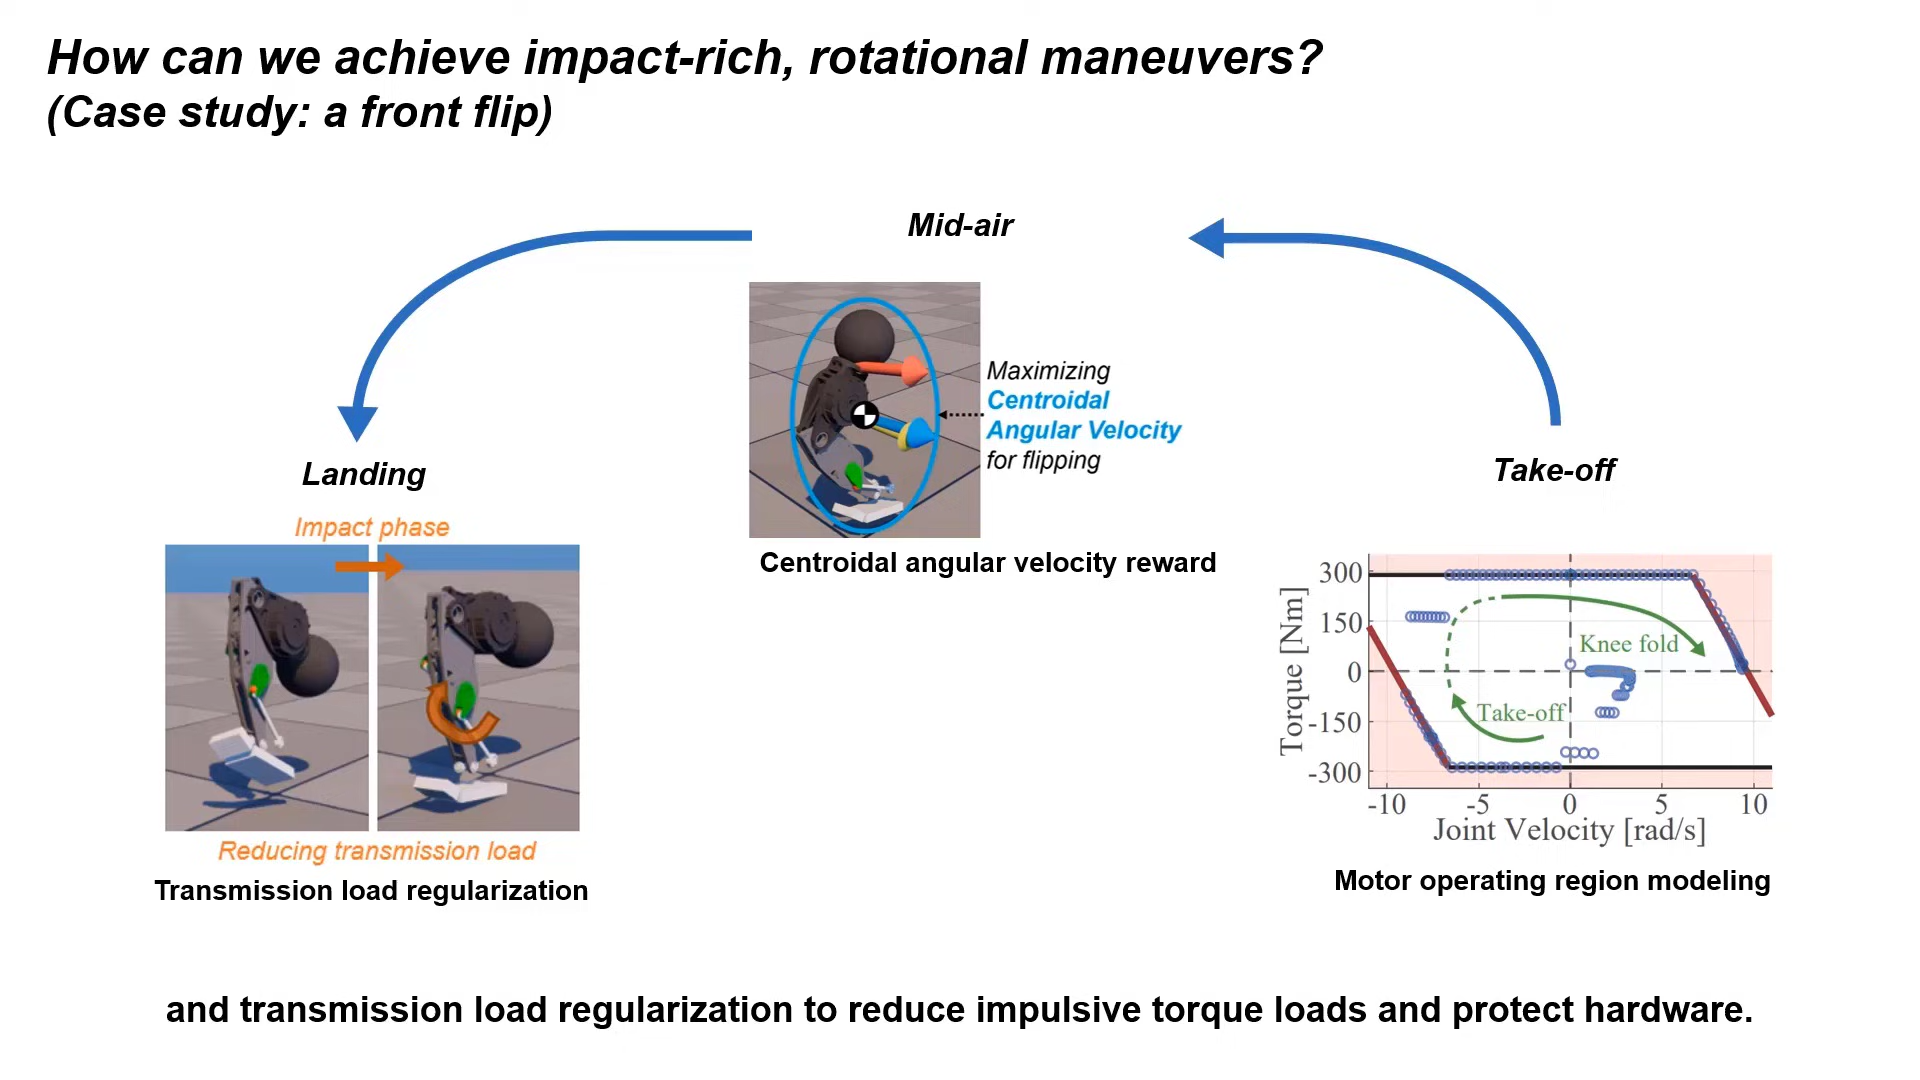 How can we achieve impact-rich, rotational maneuvers?
(Case study: a front flip)
Mid-air
Maximizing
Centroidal
Angular Velocity
for flipping
Centroidal angular velocity reward
Landing
Impact phase
Reducing transmission load
Transmission load regularization
Take-off
Torque [Nm]
300
150
0
-150
-300
Knee fold
Take-off
-10 -5 0 5 10
Joint Velocity [rad/s]
Motor operating region modeling
and transmission load regularization to reduce impulsive torque loads and protect hardware.